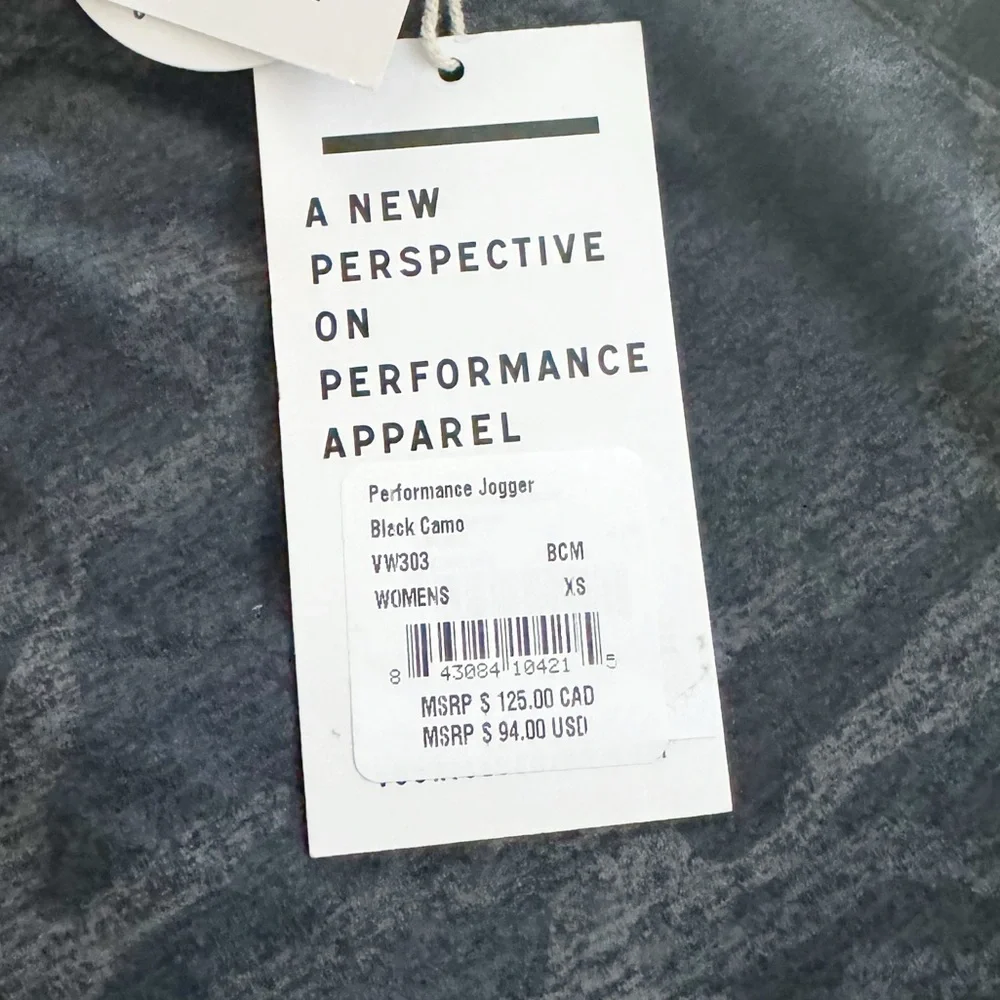 A NEW
PERSPECTIVE
ON
PERFORMANCE
APPAREL
Performance Jogger
Black Camo
VW303 BCM
WOMENS XS
8 43084 10421 5
MSRP $ 125.00 CAD
MSRP $ 94.00 USD